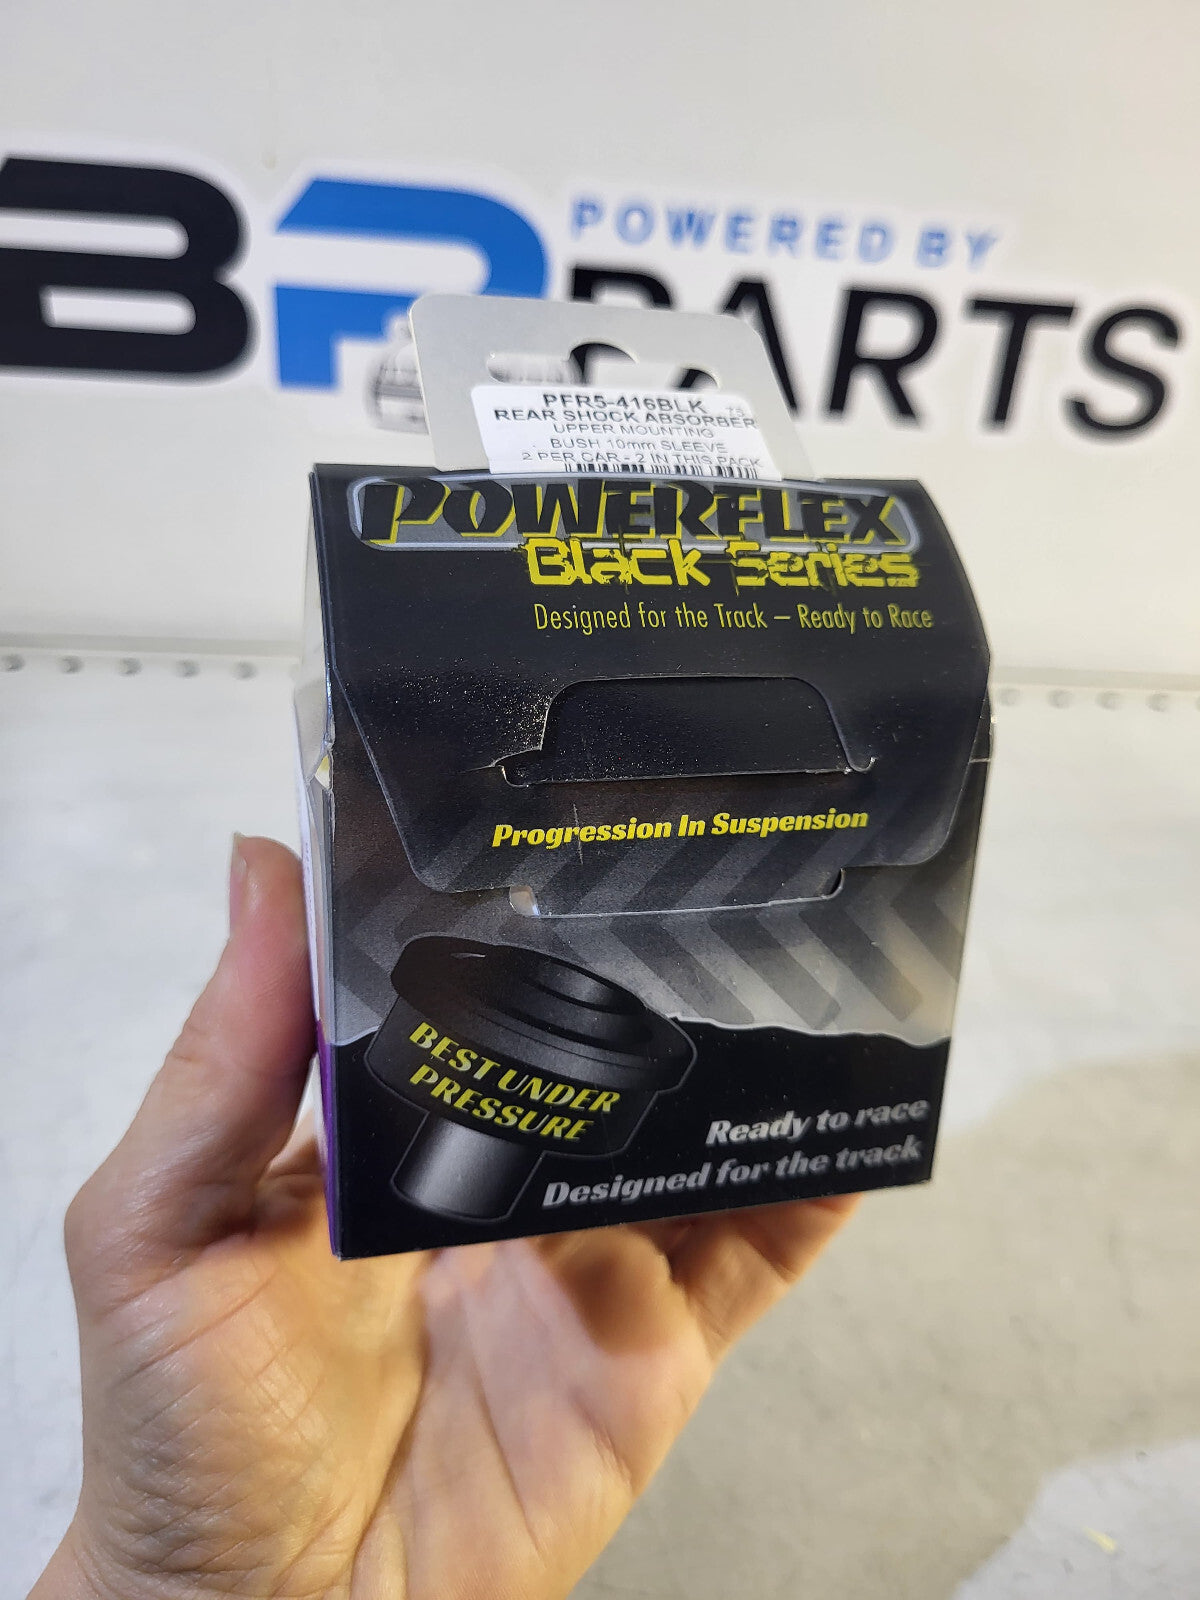 BP POWERED BY
PARTS
PFR5-416BLK
REAR SHOCK ABSORBER
UPPER MOUNTING
BUSH 10mm SLEEVE
2 PER CAR - 2 IN THIS PACK
POWERFLEX
Black Series
Designed for the Track – Ready to Race
Progression In Suspension
BEST UNDER
PRESSURE
Ready to race
Designed for the track